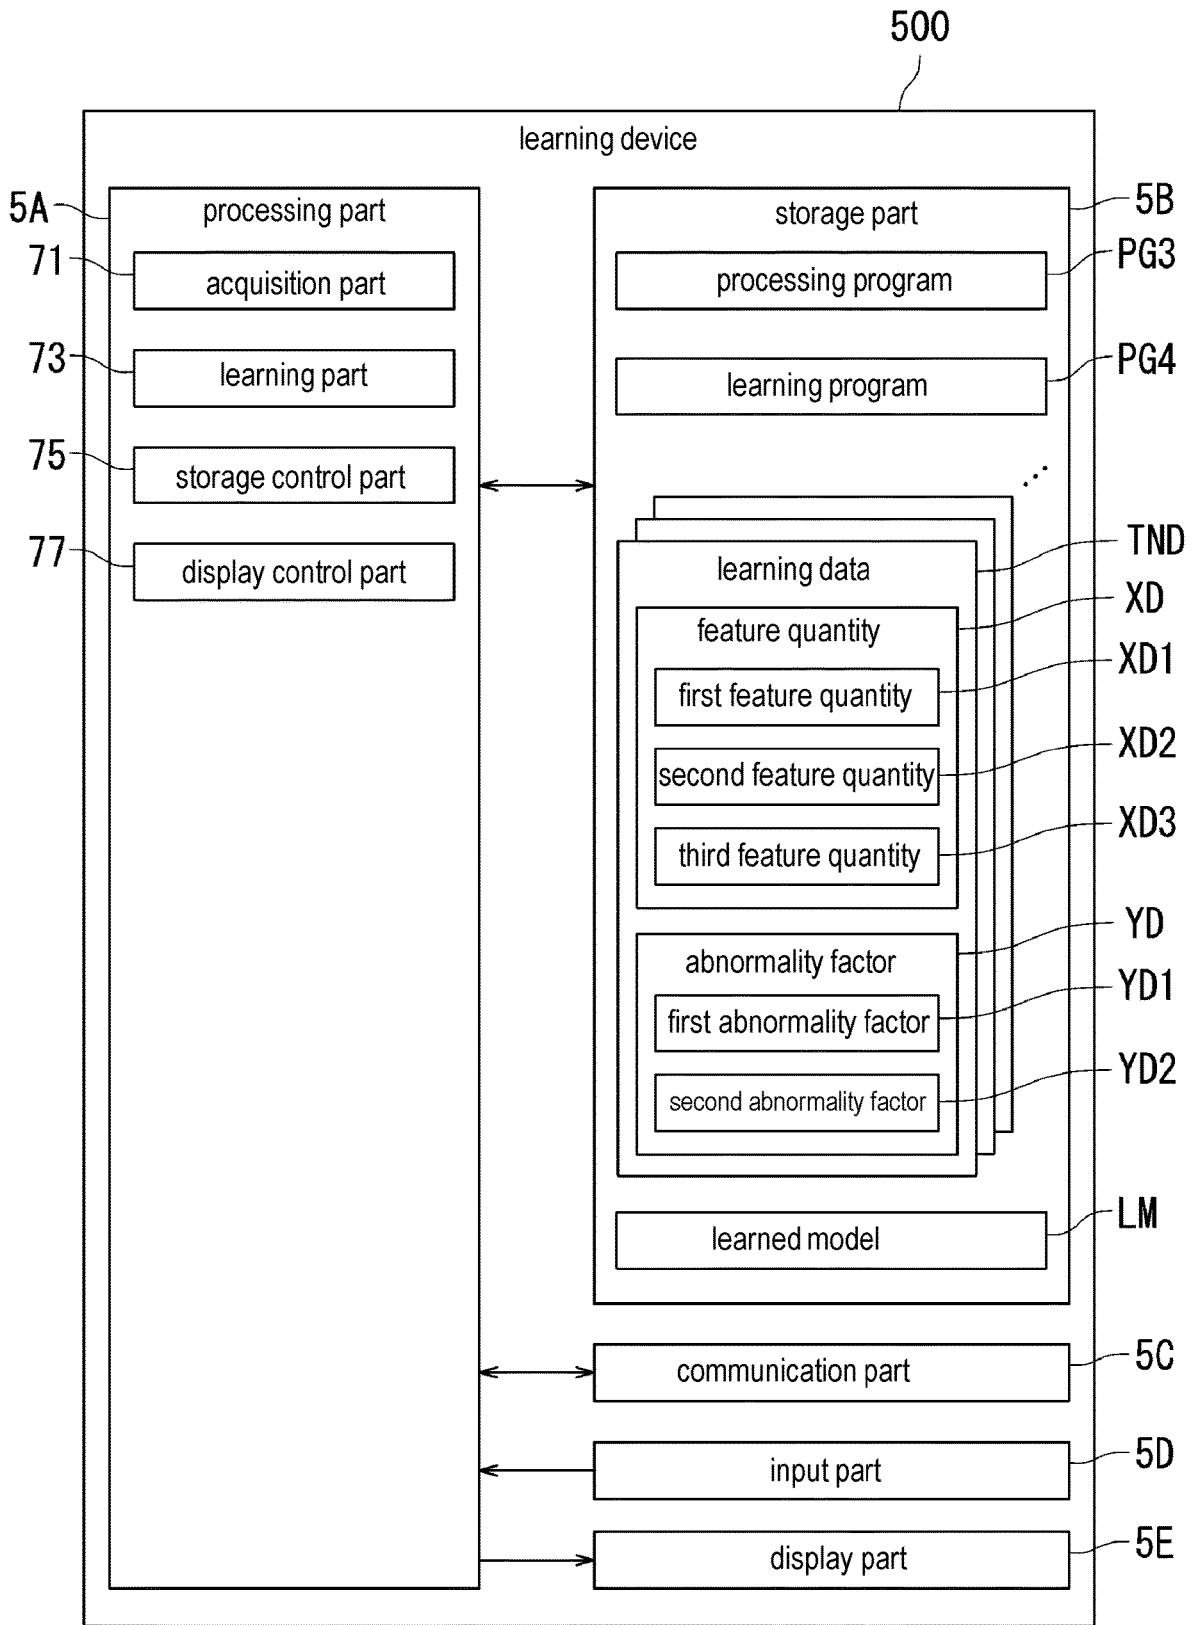 500
learning device
5A
processing part
71
acquisition part
73
learning part
75
storage control part
77
display control part
5B
storage part
PG3
processing program
PG4
learning program
...
TND
learning data
XD
feature quantity
XD1
first feature quantity
XD2
second feature quantity
XD3
third feature quantity
YD
abnormality factor
YD1
first abnormality factor
YD2
second abnormality factor
LM
learned model
5C
communication part
5D
input part
5E
display part